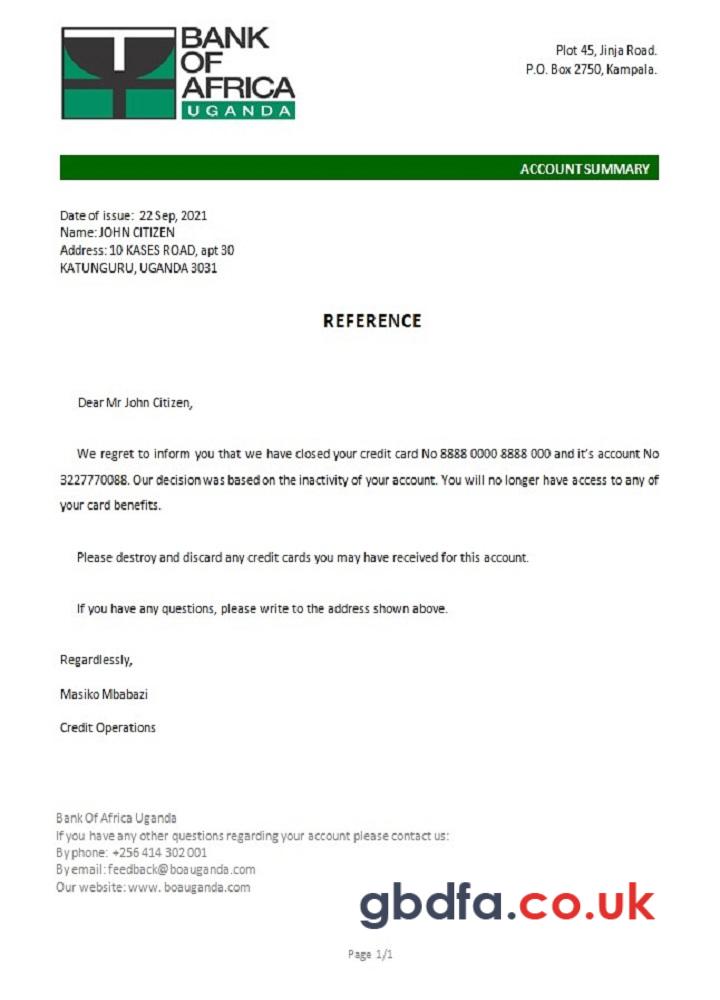 BANK
OF
AFRICA
UGANDA
Plot 45, Jinja Road.
P.O. Box 2750, Kampala.
ACCOUNT SUMMARY
Date of issue: 22 Sep, 2021
Name: JOHN CITIZEN
Address: 10 KASES ROAD, apt 30
KATUNGURU, UGANDA 3031
REFERENCE
Dear Mr John Citizen,
We regret to inform you that we have closed your credit card No 8888 0000 8888 000 and it's account No
3227770088. Our decision was based on the inactivity of your account. You will no longer have access to any of
your card benefits.
Please destroy and discard any credit cards you may have received for this account.
If you have any questions, please write to the address shown above.
Regardlessly,
Masiko Mbabazi
Credit Operations
Bank Of Africa Uganda
If you have any other questions regarding your account please contact us:
By phone: +256 414 302 001
By email: feedback@boauganda.com
Our website: www. boauganda.com
gbdfa.co.uk
Page 1/1